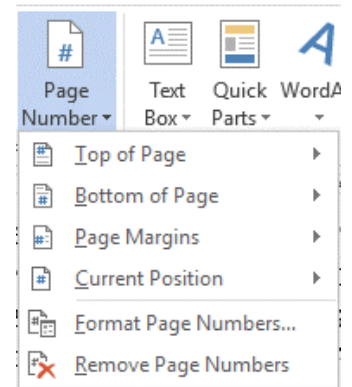 Page Number
Text Box
Quick Parts
WordA
Top of Page
Bottom of Page
Page Margins
Current Position
Format Page Numbers...
Remove Page Numbers